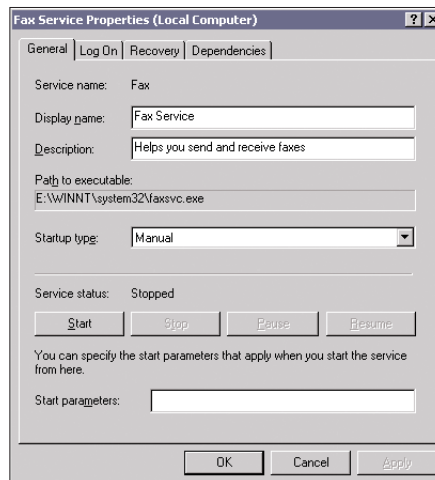 Fax Service Properties (Local Computer)
General Log On Recovery Dependencies
Service name: Fax
Display name: Fax Service
Description: Helps you send and receive faxes
Path to executable:
E:\WINNT\system32\faxsvc.exe
Startup type: Manual
Service status: Stopped
Start Stop Pause Resume
You can specify the start parameters that apply when you start the service
from here.
Start parameters:
OK Cancel Apply